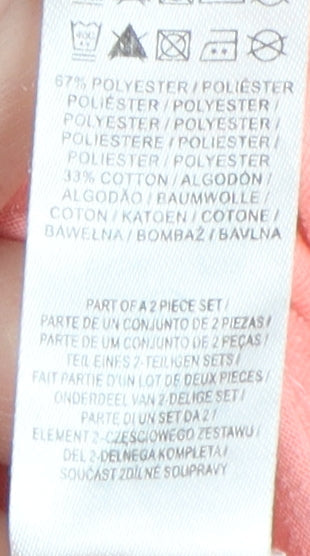 40C
67% POLYESTER / POLIÉSTER
POLIÉSTER / POLYESTER /
POLYESTER / POLYESTER /
POLIESTERE / POLIESTER /
POLIESTER / POLYESTER
33% COTTON / ALGODÓN /
ALGODÃO / BAUMWOLLE /
COTON / KATOEN / COTONE /
BAWEŁNA / BOMBAŽ / BAVLNA
PART OF A 2 PIECE SET /
PARTE DE UN CONJUNTO DE 2 PIEZAS /
PARTE DE UM CONJUNTO DE 2 PEÇAS /
TEIL EINES 2-TEILIGEN SETS /
FAIT PARTIE D'UN LOT DE DEUX PIECES /
ONDERDEEL VAN 2-DELIGE SET /
PARTE DI UN SET DA 2 /
ELEMENT 2-CZĘŚCIOWEGO ZESTAWU /
DEL 2-DELNEGA KOMPLETA /
SOUČÁST 2DÍLNÉ SOUPRAVY